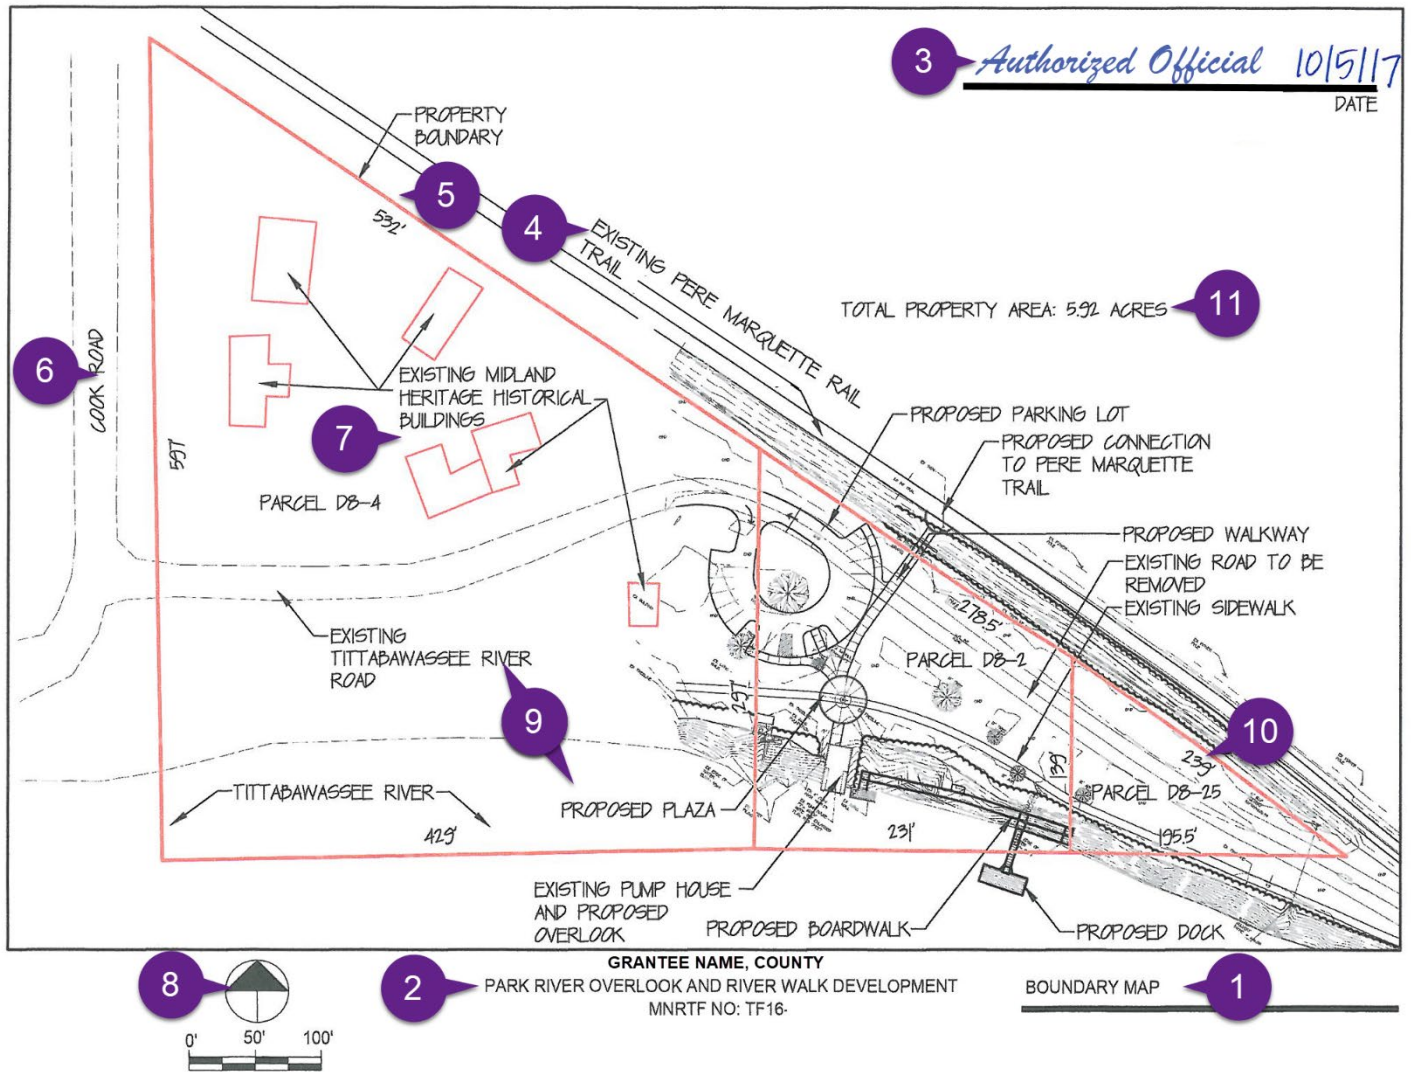 3
Authorized Official 10/5/17
DATE
PROPERTY
BOUNDARY
5
532'
4
EXISTING PERE MARQUETTE RAIL
TRAIL
TOTAL PROPERTY AREA: 5.92 ACRES
11
6
COOK ROAD
597'
EXISTING MIDLAND
HERITAGE HISTORICAL
BUILDINGS
7
PARCEL D8-4
PROPOSED PARKING LOT
PROPOSED CONNECTION
TO PERE MARQUETTE
TRAIL
PROPOSED WALKWAY
EXISTING ROAD TO BE
REMOVED
EXISTING SIDEWALK
278.5'
PARCEL D8-2
EXISTING
TITTABAWASSEE RIVER
ROAD
9
297'
139'
10
239'
PARCEL D8-25
TITTABAWASSEE RIVER
429'
PROPOSED PLAZA
231'
195.5'
EXISTING PUMP HOUSE
AND PROPOSED
OVERLOOK
PROPOSED BOARDWALK
PROPOSED DOCK
8
0' 50' 100'
2
GRANTEE NAME, COUNTY
PARK RIVER OVERLOOK AND RIVER WALK DEVELOPMENT
MNRTF NO: TF16-
BOUNDARY MAP
1